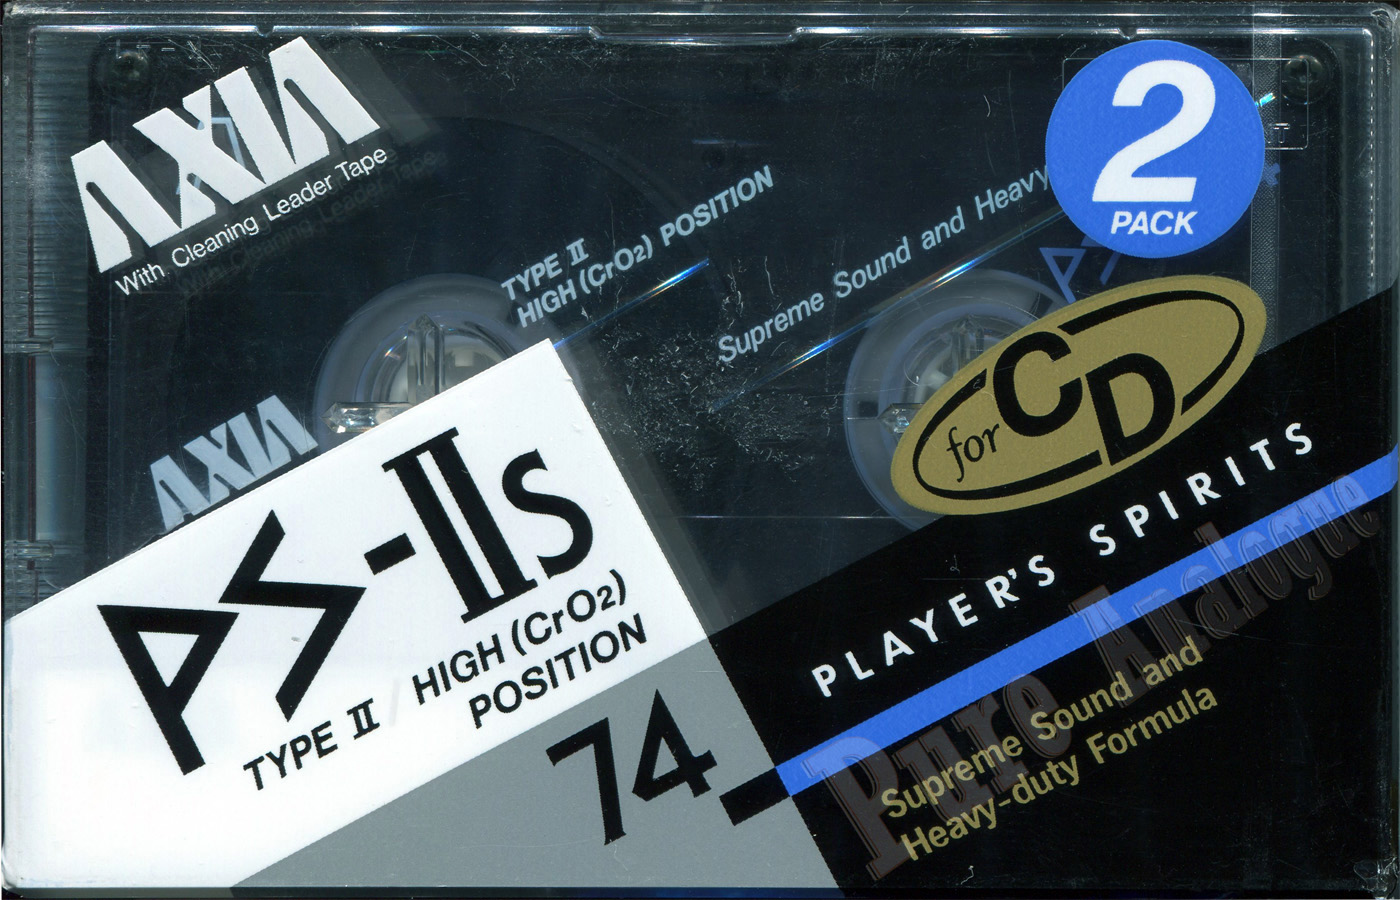 AXIA
With Cleaning Leader Tape
2
PACK
TYPE II
HIGH (CrO2) POSITION
Supreme Sound and Heavy
for CD
AXIA
PS-IIs
TYPE II HIGH (CrO2)
POSITION
74
PLAYER'S SPIRITS
Pure Analogue
Supreme Sound and
Heavy-duty Formula